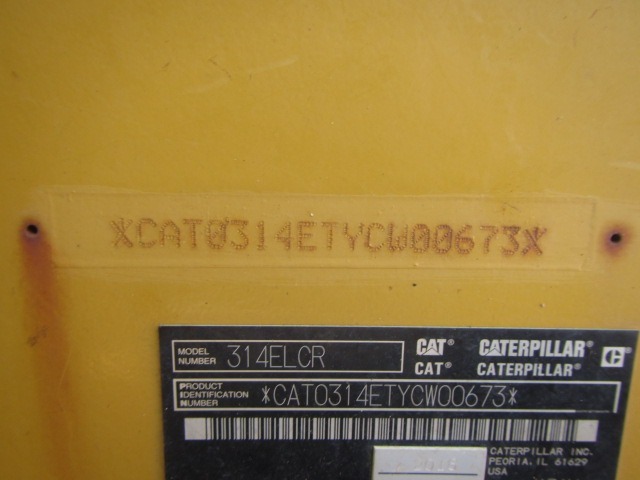 *CAT0314ETYCW00673*
MODEL NUMBER 314ELCR
CAT® CATERPILLAR®
CAT® CATERPILLAR®
PRODUCT IDENTIFICATION NUMBER *CAT0314ETYCW00673*
CATERPILLAR INC.
PEORIA, IL 61629
USA